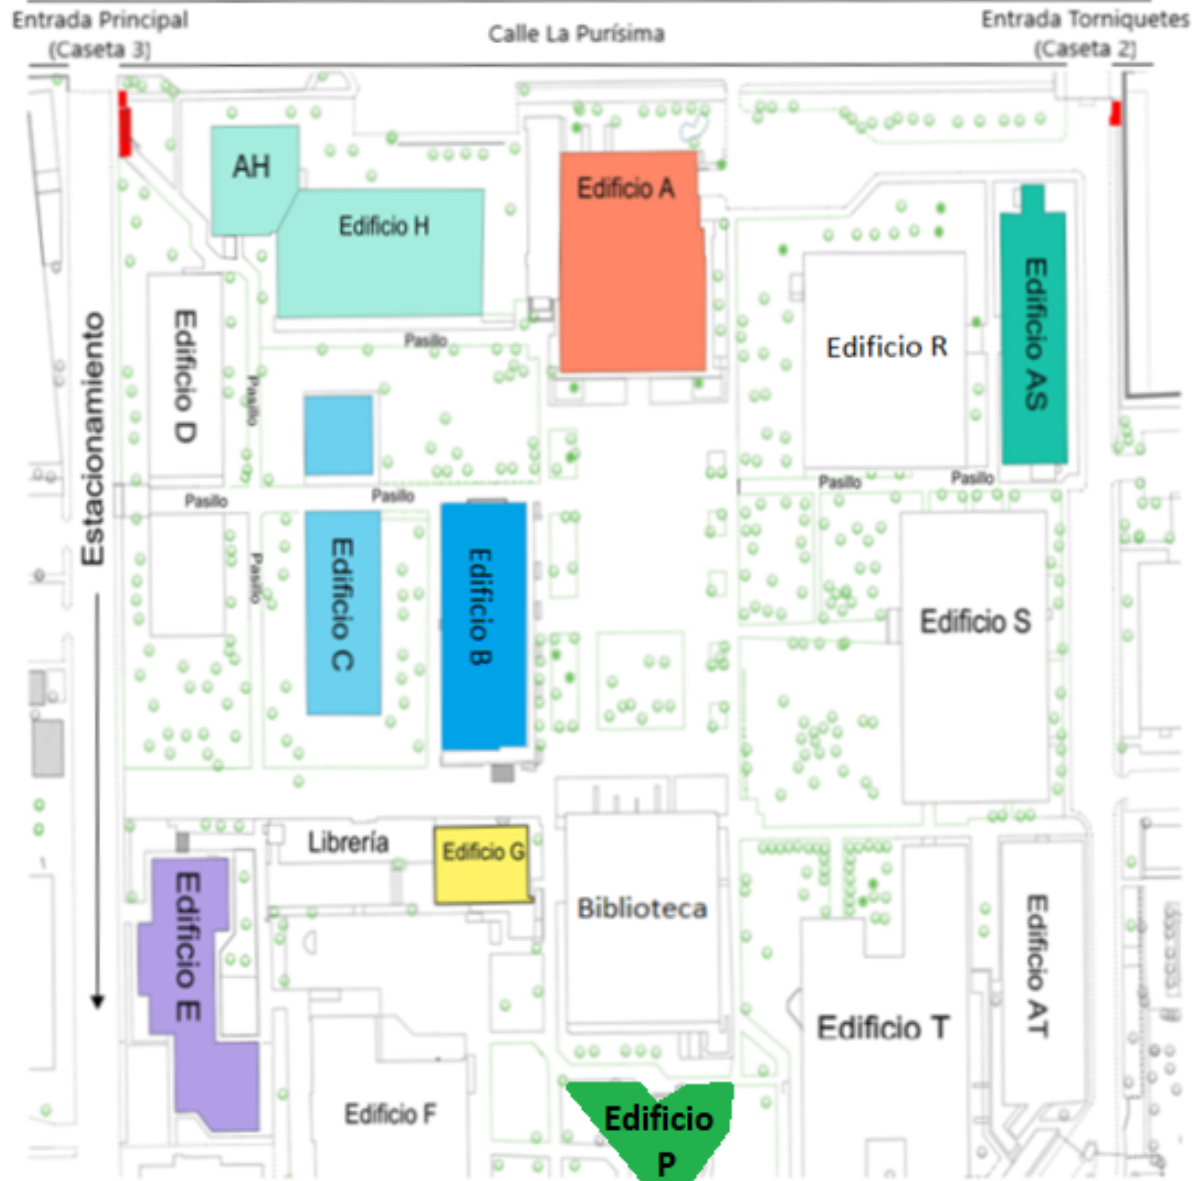 Entrada Principal
(Caseta 3)
Calle La Purísima
Entrada Torniquetes
(Caseta 2)
AH
Edificio H
Edificio A
Edificio D
Estacionamiento
Pasillo
Pasillo
Edificio R
Edificio AS
Pasillo
Pasillo
Pasillo
Pasillo
Pasillo
Edificio C
Edificio B
Edificio S
Librería
Edificio G
Edificio E
Biblioteca
Edificio AT
Edificio T
Edificio F
Edificio
P